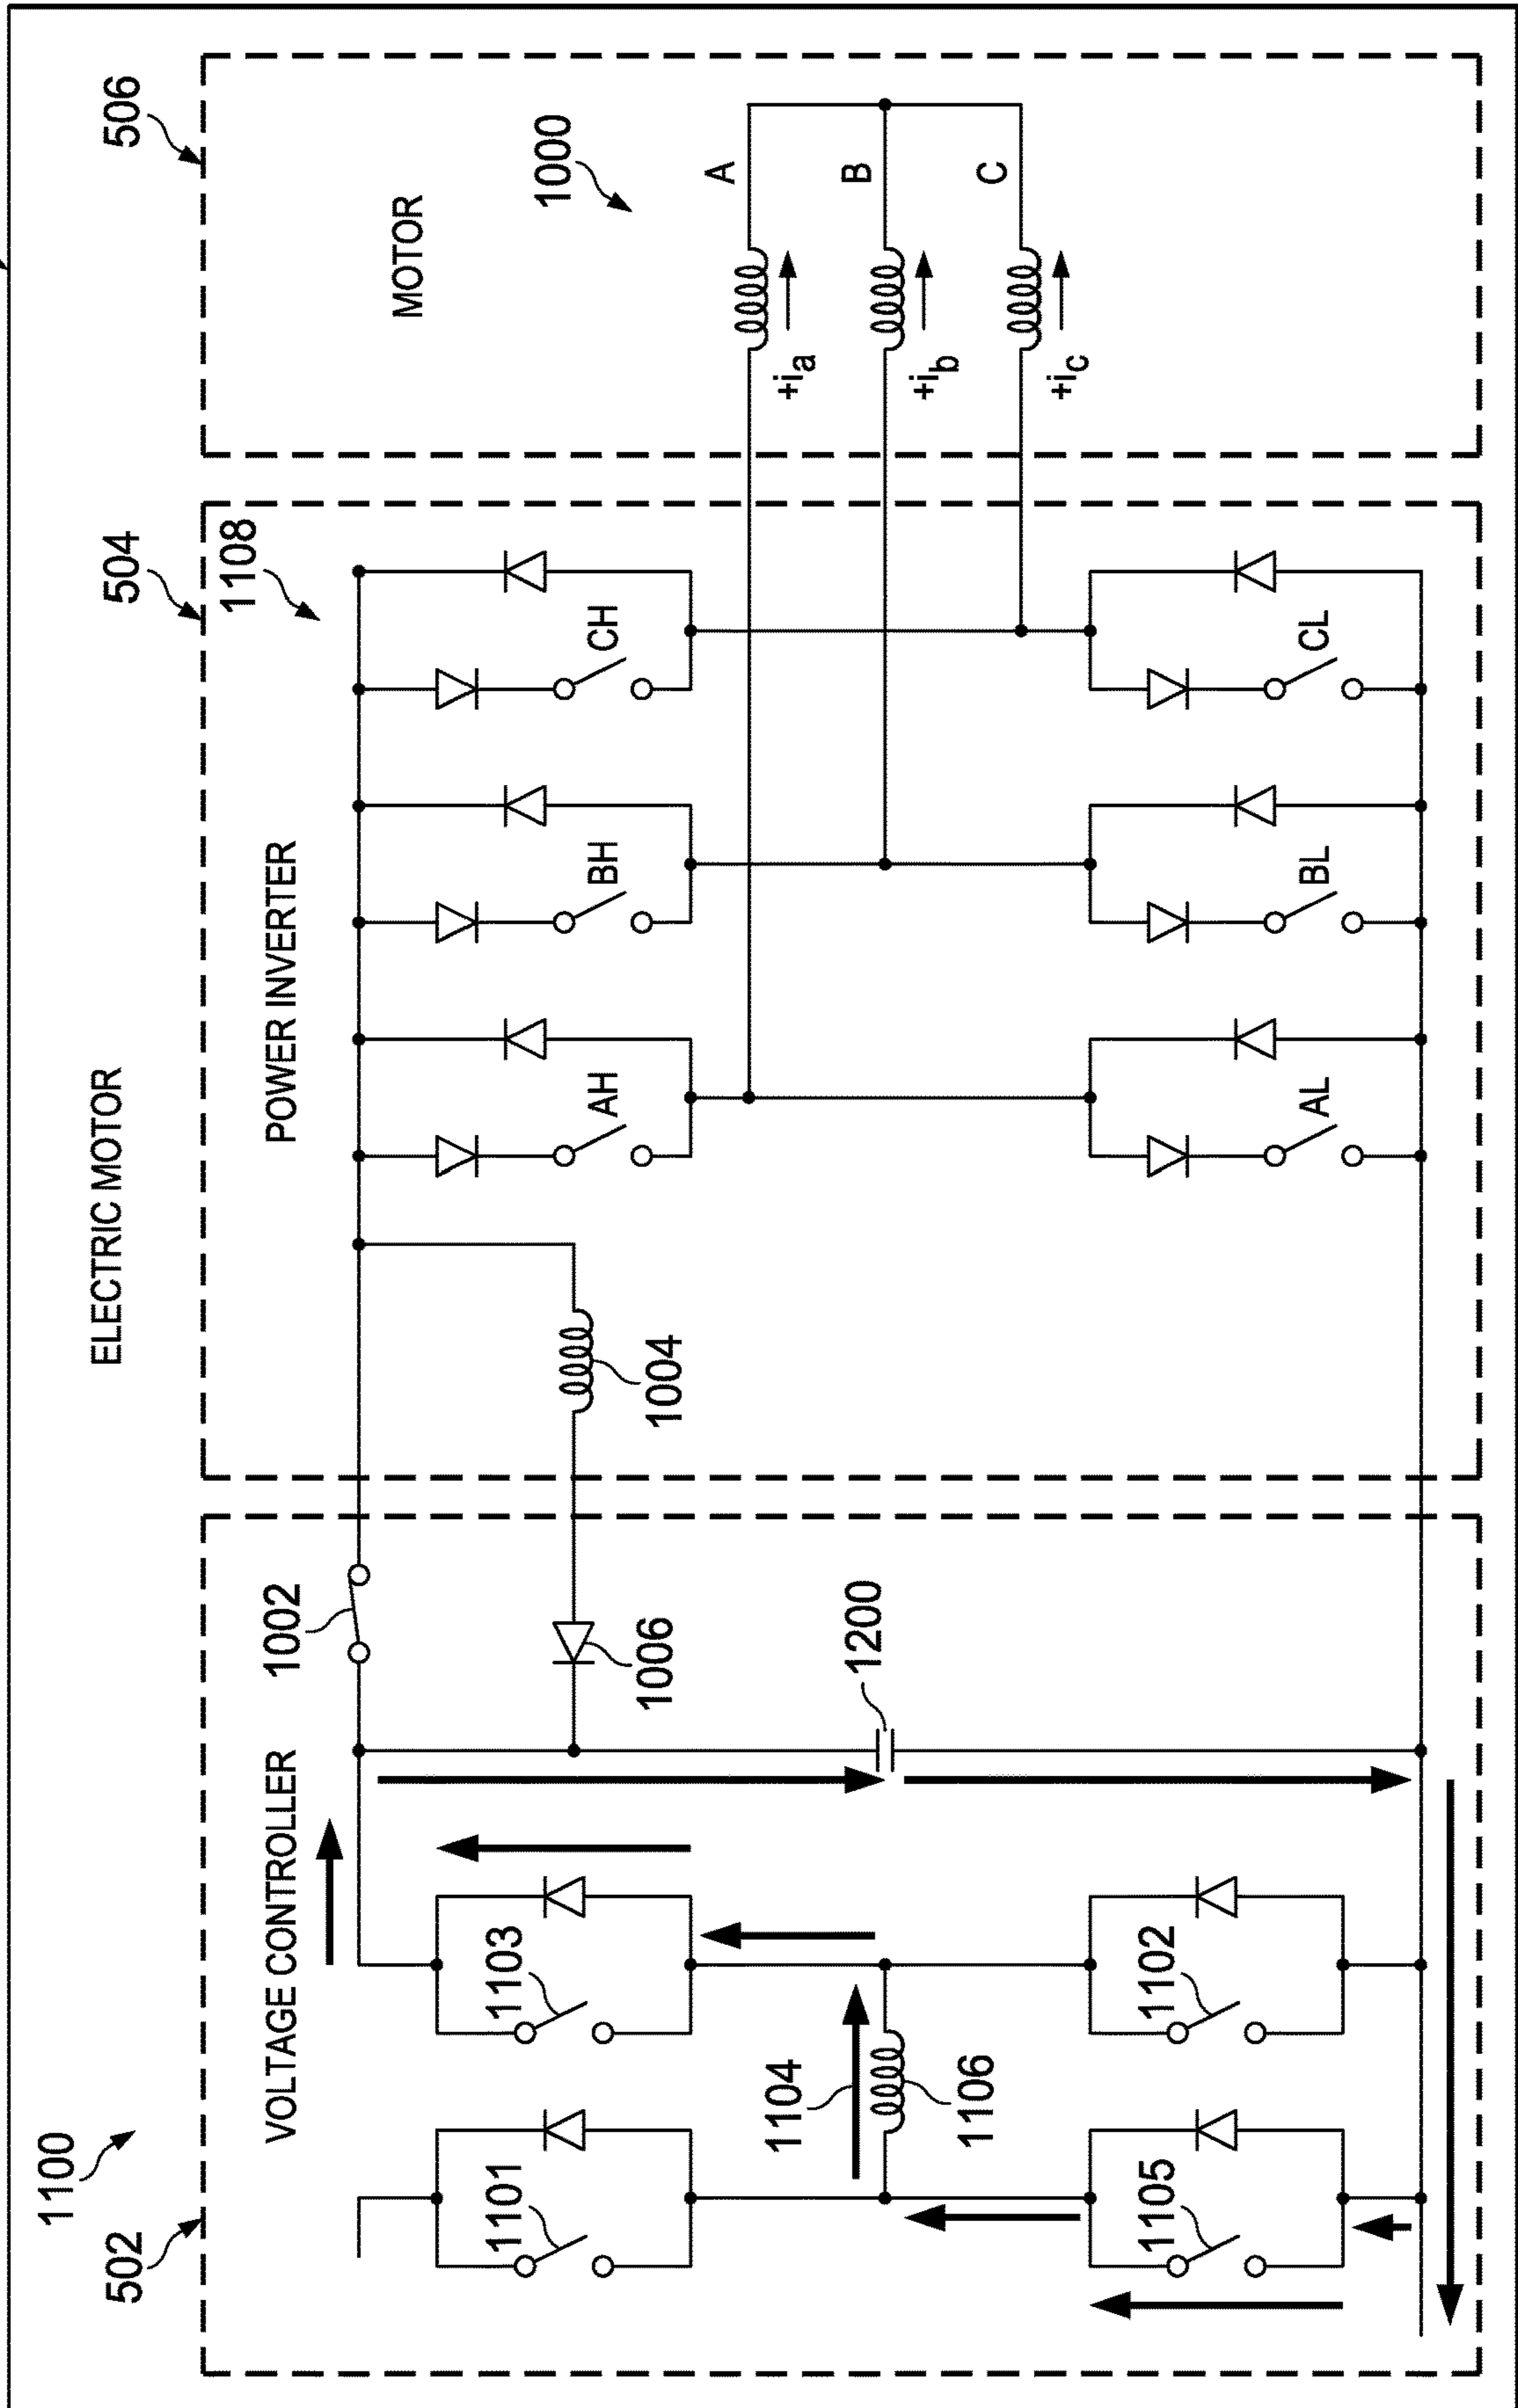 1100
ELECTRIC MOTOR
502
504
506
VOLTAGE CONTROLLER
1002
POWER INVERTER
1108
MOTOR
1101
1103
1006
1004
AH
BH
CH
1000
A
B
C
1104
1106
1200
+ia
+ib
+ic
1105
1102
AL
BL
CL